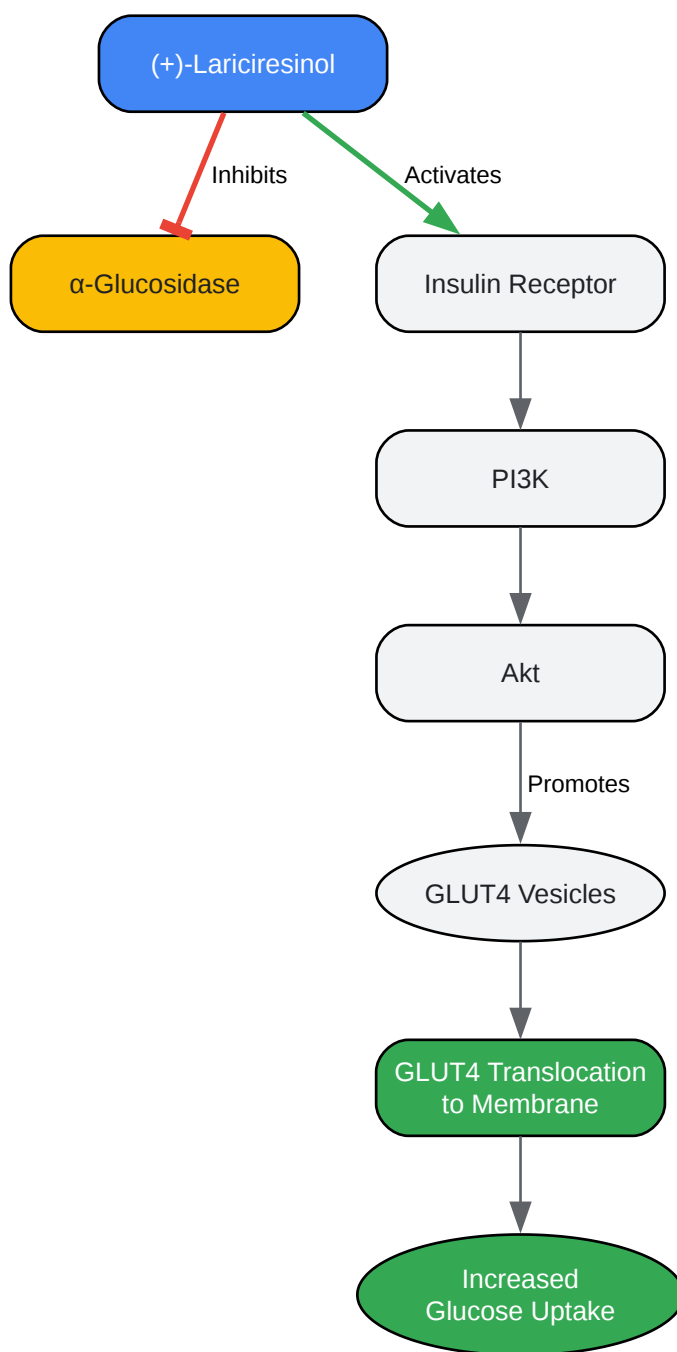 (+)-Lariciresinol
Inhibits
Activates
α-Glucosidase
Insulin Receptor
PI3K
Akt
Promotes
GLUT4 Vesicles
GLUT4 Translocation
to Membrane
Increased
Glucose Uptake